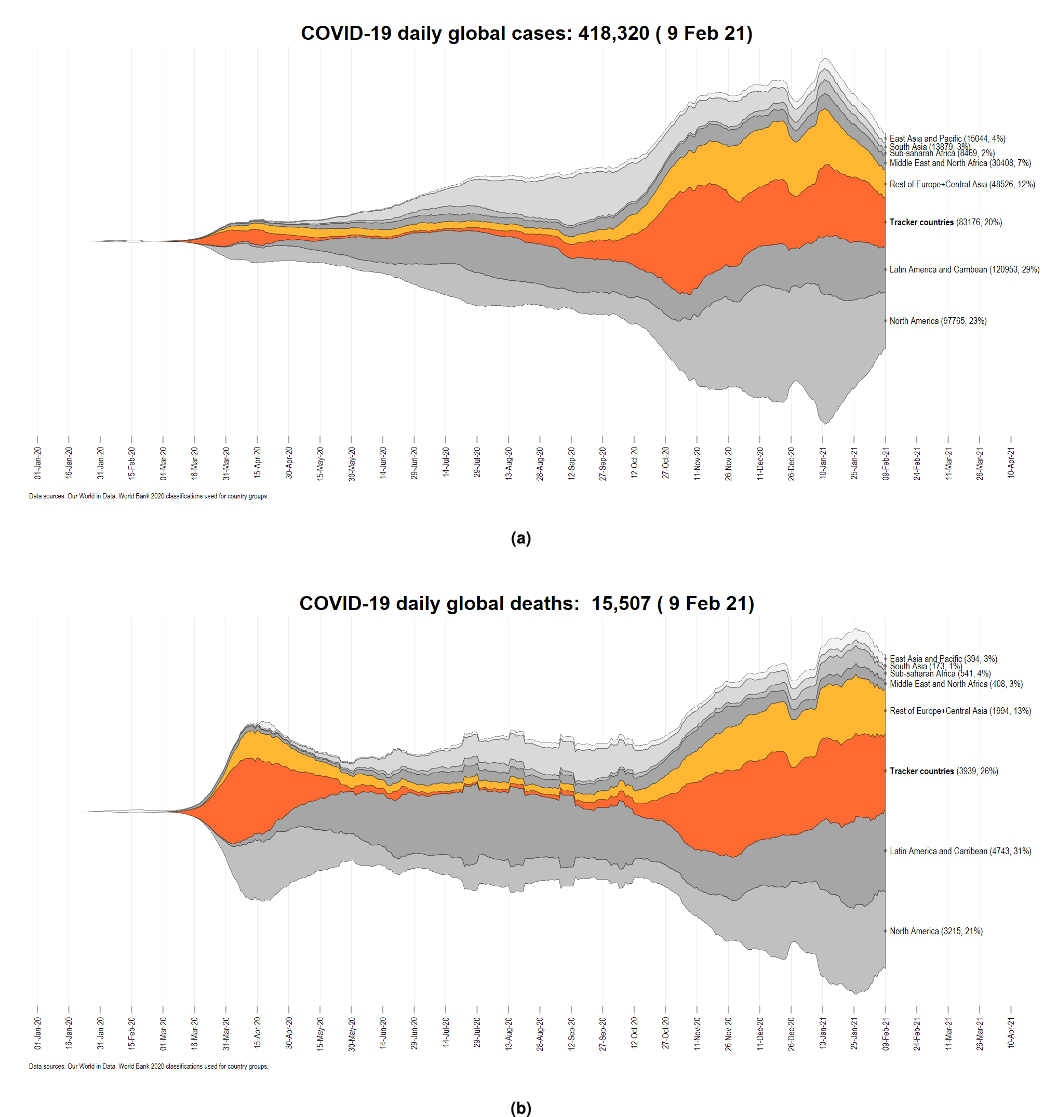 COVID-19 daily global cases: 418,320 ( 9 Feb 21)
East Asia and Pacific (15044, 4%)
South Asia (13879, 3%)
Sub-saharan Africa (8469, 2%)
Middle East and North Africa (30408, 7%)
Rest of Europe+Central Asia (48526, 12%)
Tracker countries (83176, 20%)
Latin America and Carribean (120953, 29%)
North America (97765, 23%)
01-Jan-20
16-Jan-20
31-Jan-20
15-Feb-20
01-Mar-20
16-Mar-20
31-Mar-20
15-Apr-20
30-Apr-20
15-May-20
30-May-20
14-Jun-20
29-Jun-20
14-Jul-20
29-Jul-20
13-Aug-20
28-Aug-20
12-Sep-20
27-Sep-20
12-Oct-20
27-Oct-20
11-Nov-20
26-Nov-20
11-Dec-20
26-Dec-20
10-Jan-21
25-Jan-21
09-Feb-21
24-Feb-21
11-Mar-21
26-Mar-21
10-Apr-21
Data sources: Our World in Data. World Bank 2020 classifications used for country groups.
(a)
COVID-19 daily global deaths: 15,507 ( 9 Feb 21)
East Asia and Pacific (394, 3%)
South Asia (173, 1%)
Sub-saharan Africa (541, 4%)
Middle East and North Africa (408, 3%)
Rest of Europe+Central Asia (1994, 13%)
Tracker countries (3939, 26%)
Latin America and Carribean (4743, 31%)
North America (3215, 21%)
01-Jan-20
16-Jan-20
31-Jan-20
15-Feb-20
01-Mar-20
16-Mar-20
31-Mar-20
15-Apr-20
30-Apr-20
15-May-20
30-May-20
14-Jun-20
29-Jun-20
14-Jul-20
29-Jul-20
13-Aug-20
28-Aug-20
12-Sep-20
27-Sep-20
12-Oct-20
27-Oct-20
11-Nov-20
26-Nov-20
11-Dec-20
26-Dec-20
10-Jan-21
25-Jan-21
09-Feb-21
24-Feb-21
11-Mar-21
26-Mar-21
10-Apr-21
Data sources: Our World in Data. World Bank 2020 classifications used for country groups.
(b)